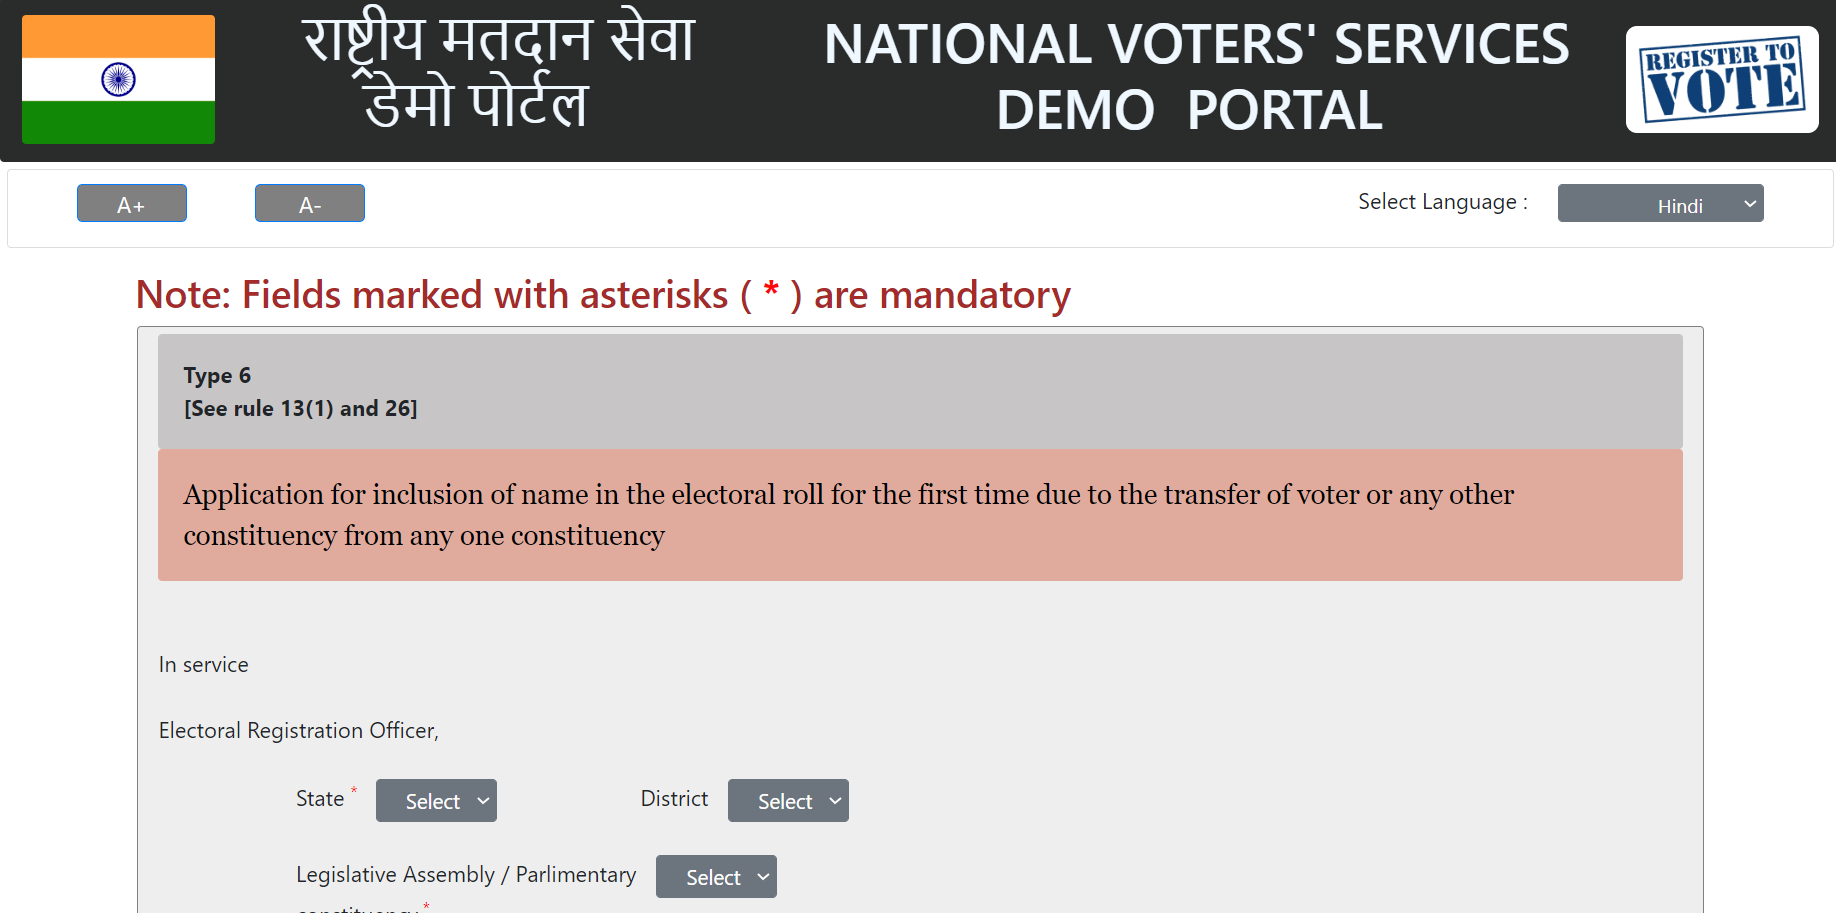 राष्ट्रीय मतदान सेवा
डेमो पोर्टल
NATIONAL VOTERS' SERVICES
DEMO PORTAL
REGISTER TO
VOTE
A+
A-
Select Language :
Hindi
Note: Fields marked with asterisks ( * ) are mandatory
Type 6
[See rule 13(1) and 26]
Application for inclusion of name in the electoral roll for the first time due to the transfer of voter or any other
constituency from any one constituency
In service
Electoral Registration Officer,
State * Select District Select
Legislative Assembly / Parlimentary Select
constituency *